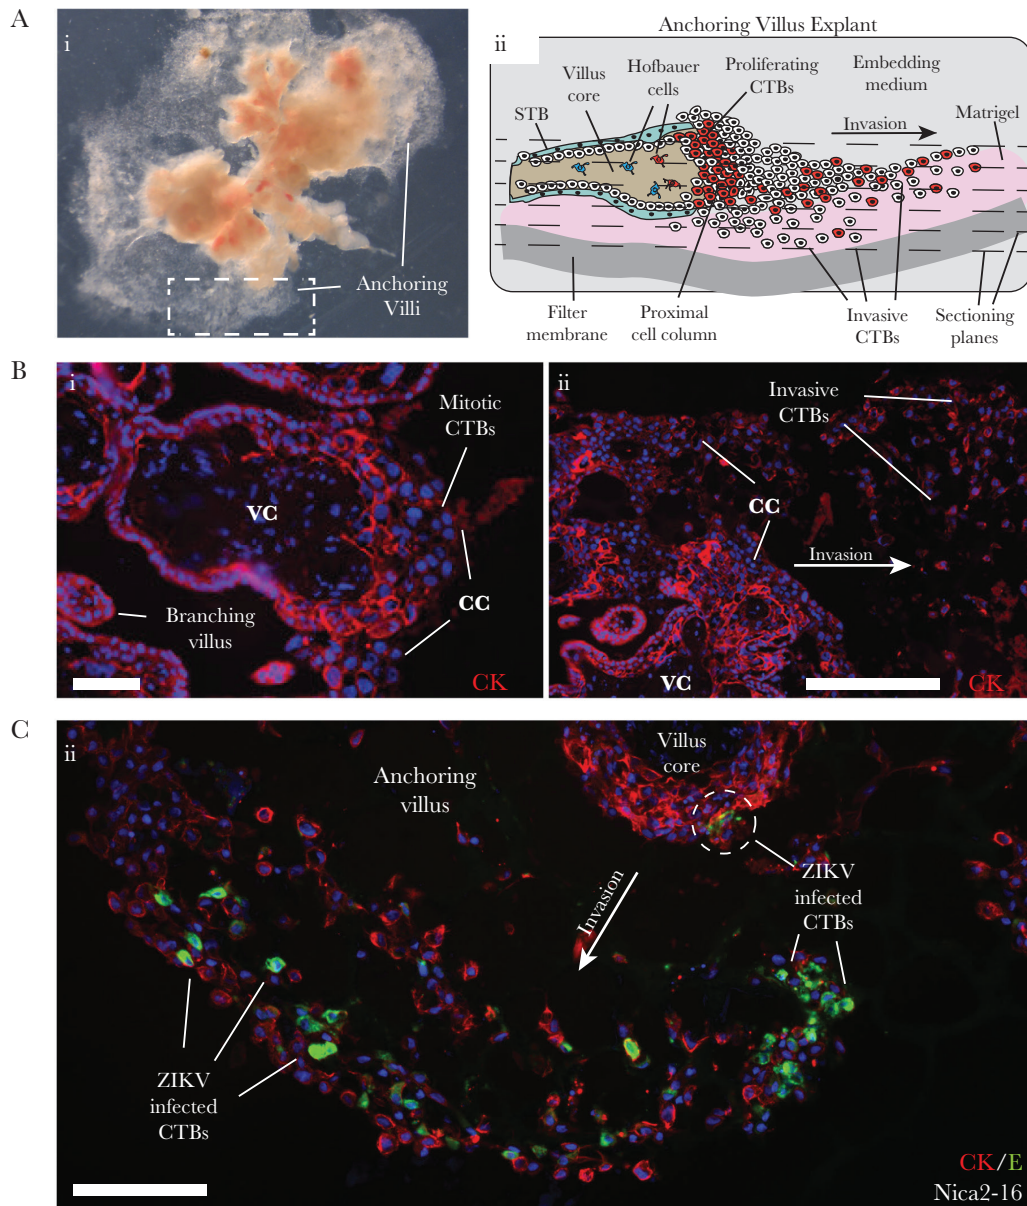 A
i
Anchoring
Villi
ii
Anchoring Villus Explant
STB
Villus
core
Hofbauer
cells
Proliferating
CTBs
Embedding
medium
Invasion
Matrigel
Filter
membrane
Proximal
cell column
Invasive
CTBs
Sectioning
planes
B
i
Mitotic
CTBs
VC
CC
Branching
villus
CK
ii
Invasive
CTBs
CC
Invasion
VC
CK
C
ii
Anchoring
villus
Villus
core
Invasion
ZIKV
infected
CTBs
ZIKV
infected
CTBs
CK/E
Nica2-16